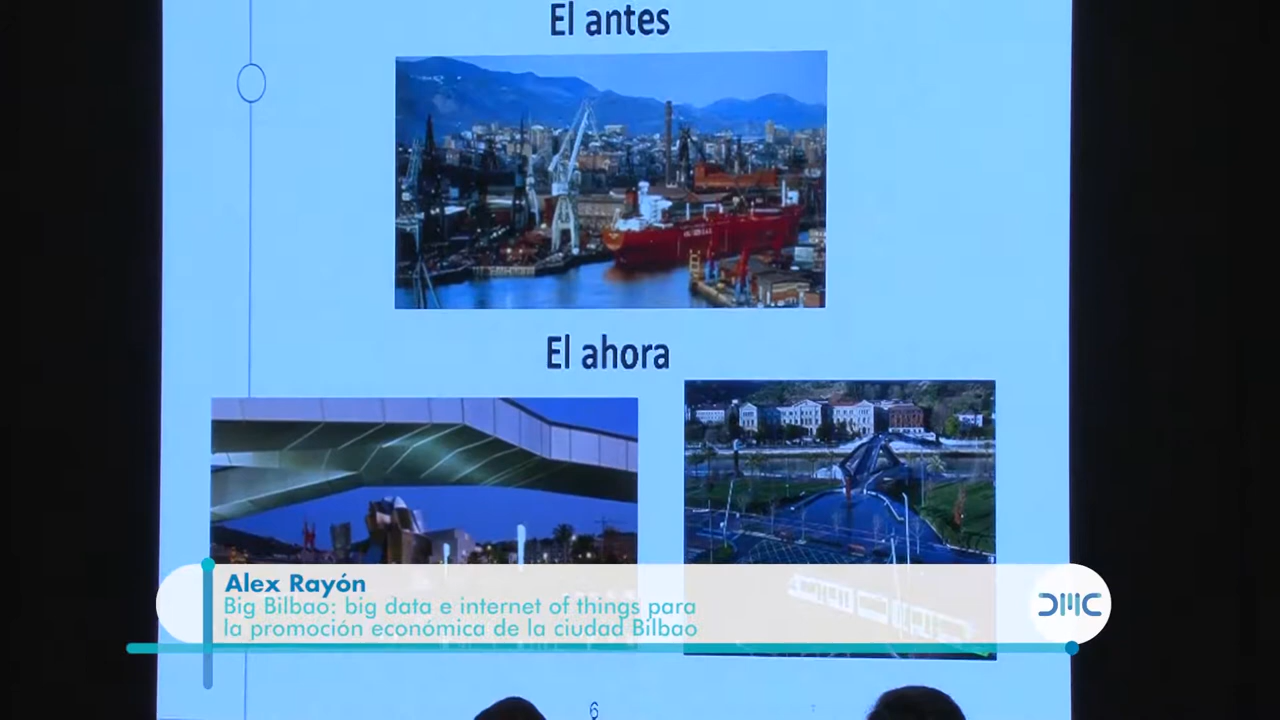 El antes
El ahora
Alex Rayón
Big Bilbao: big data e internet of things para
la promoción económica de la ciudad Bilbao
DMC
6